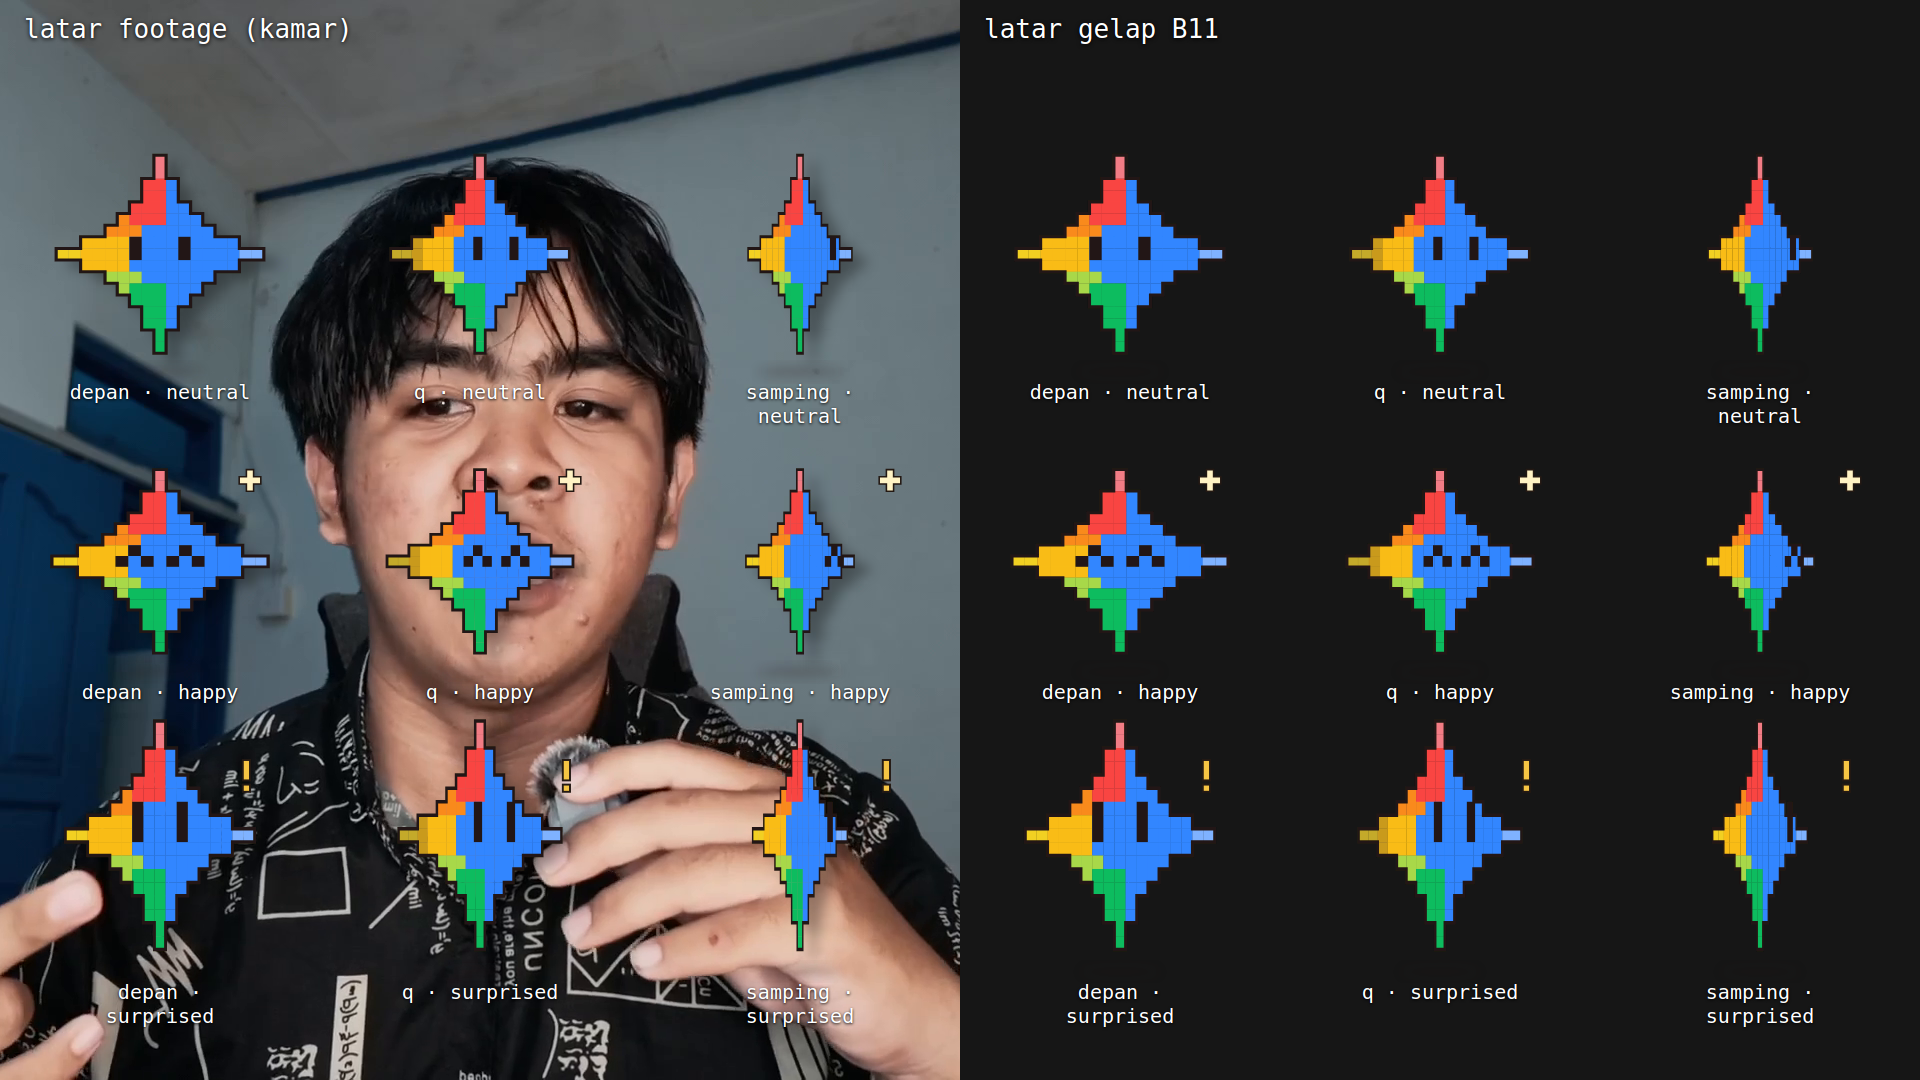 latar footage (kamar)
latar gelap B11
depan · neutral
q · neutral
samping ·
neutral
depan · neutral
q · neutral
samping ·
neutral
depan · happy
q · happy
samping · happy
depan · happy
q · happy
samping · happy
!
!
!
!
!
!
UNCO
depan ·
surprised
q · surprised
samping ·
surprised
depan ·
surprised
q · surprised
samping ·
surprised